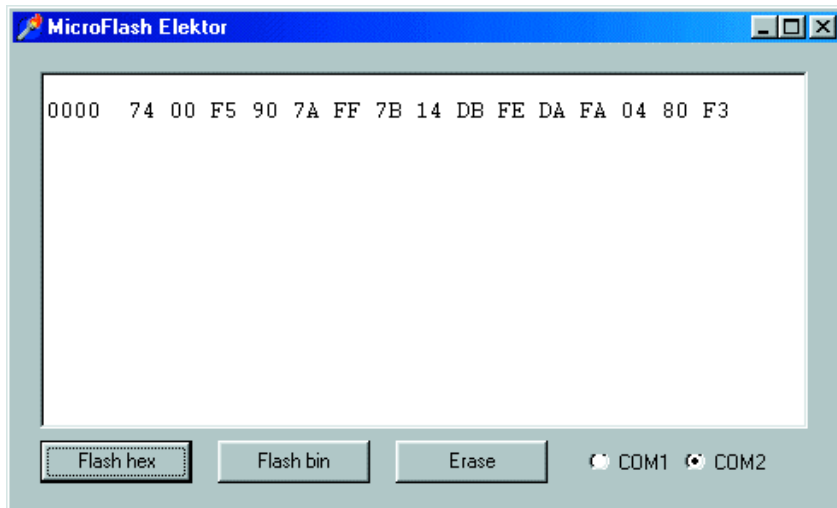 MicroFlash Elektor
0000 74 00 F5 90 7A FF 7B 14 DB FE DA FA 04 80 F3
Flash hex Flash bin Erase COM1 COM2